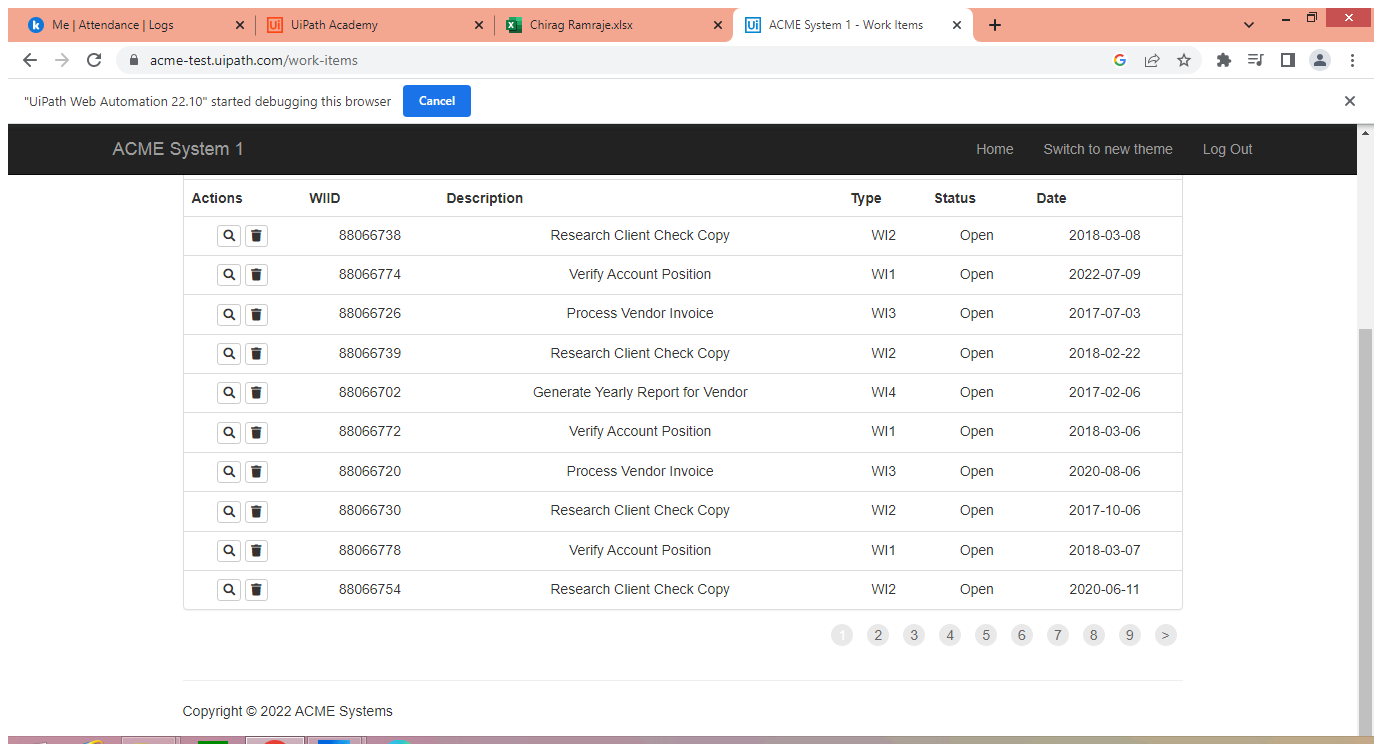 Me | Attendance | Logs
UiPath Academy
Chirag Ramraje.xlsx
ACME System 1 - Work Items
acme-test.uipath.com/work-items
"UiPath Web Automation 22.10" started debugging this browser Cancel
ACME System 1 Home Switch to new theme Log Out
Actions WIID Description Type Status Date
88066738 Research Client Check Copy WI2 Open 2018-03-08
88066774 Verify Account Position WI1 Open 2022-07-09
88066726 Process Vendor Invoice WI3 Open 2017-07-03
88066739 Research Client Check Copy WI2 Open 2018-02-22
88066702 Generate Yearly Report for Vendor WI4 Open 2017-02-06
88066772 Verify Account Position WI1 Open 2018-03-06
88066720 Process Vendor Invoice WI3 Open 2020-08-06
88066730 Research Client Check Copy WI2 Open 2017-10-06
88066778 Verify Account Position WI1 Open 2018-03-07
88066754 Research Client Check Copy WI2 Open 2020-06-11
1 2 3 4 5 6 7 8 9 >
Copyright © 2022 ACME Systems